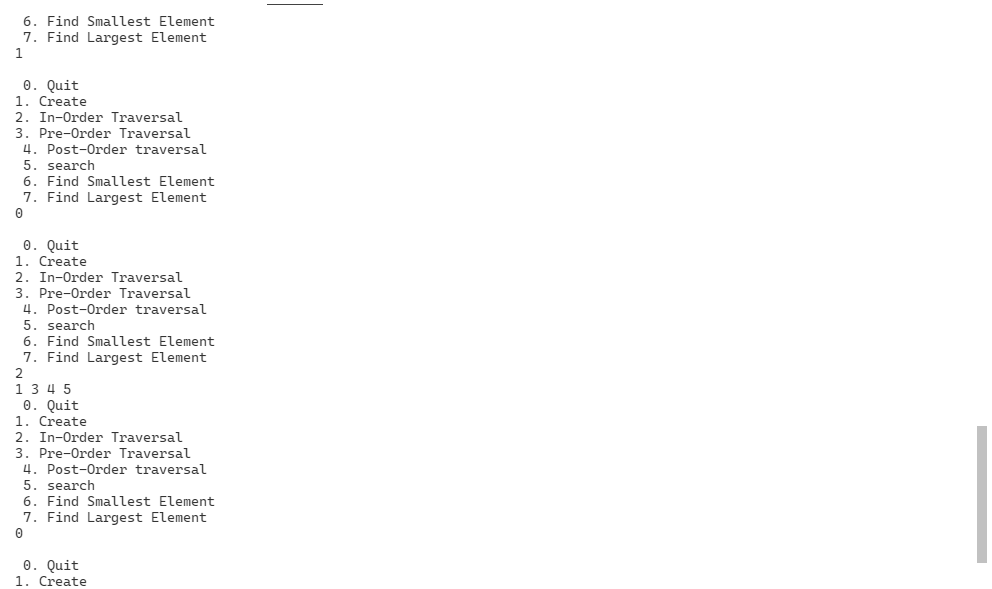 6. Find Smallest Element
7. Find Largest Element
1
0. Quit
1. Create
2. In-Order Traversal
3. Pre-Order Traversal
4. Post-Order traversal
5. search
6. Find Smallest Element
7. Find Largest Element
0
0. Quit
1. Create
2. In-Order Traversal
3. Pre-Order Traversal
4. Post-Order traversal
5. search
6. Find Smallest Element
7. Find Largest Element
2
1 3 4 5
0. Quit
1. Create
2. In-Order Traversal
3. Pre-Order Traversal
4. Post-Order traversal
5. search
6. Find Smallest Element
7. Find Largest Element
0
0. Quit
1. Create